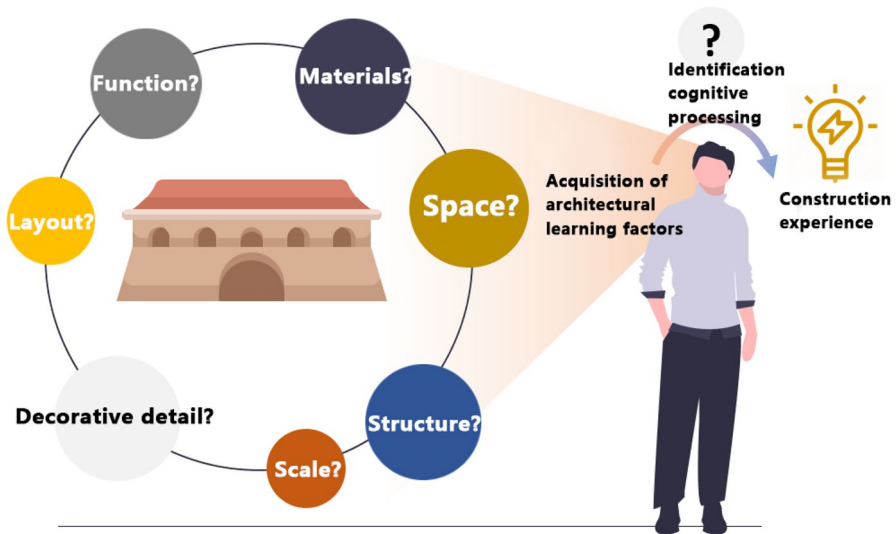 Function?
Materials?
Layout?
Space?
Decorative detail?
Scale?
Structure?
Acquisition of
architectural
learning factors
?
Identification
cognitive
processing
Construction
experience